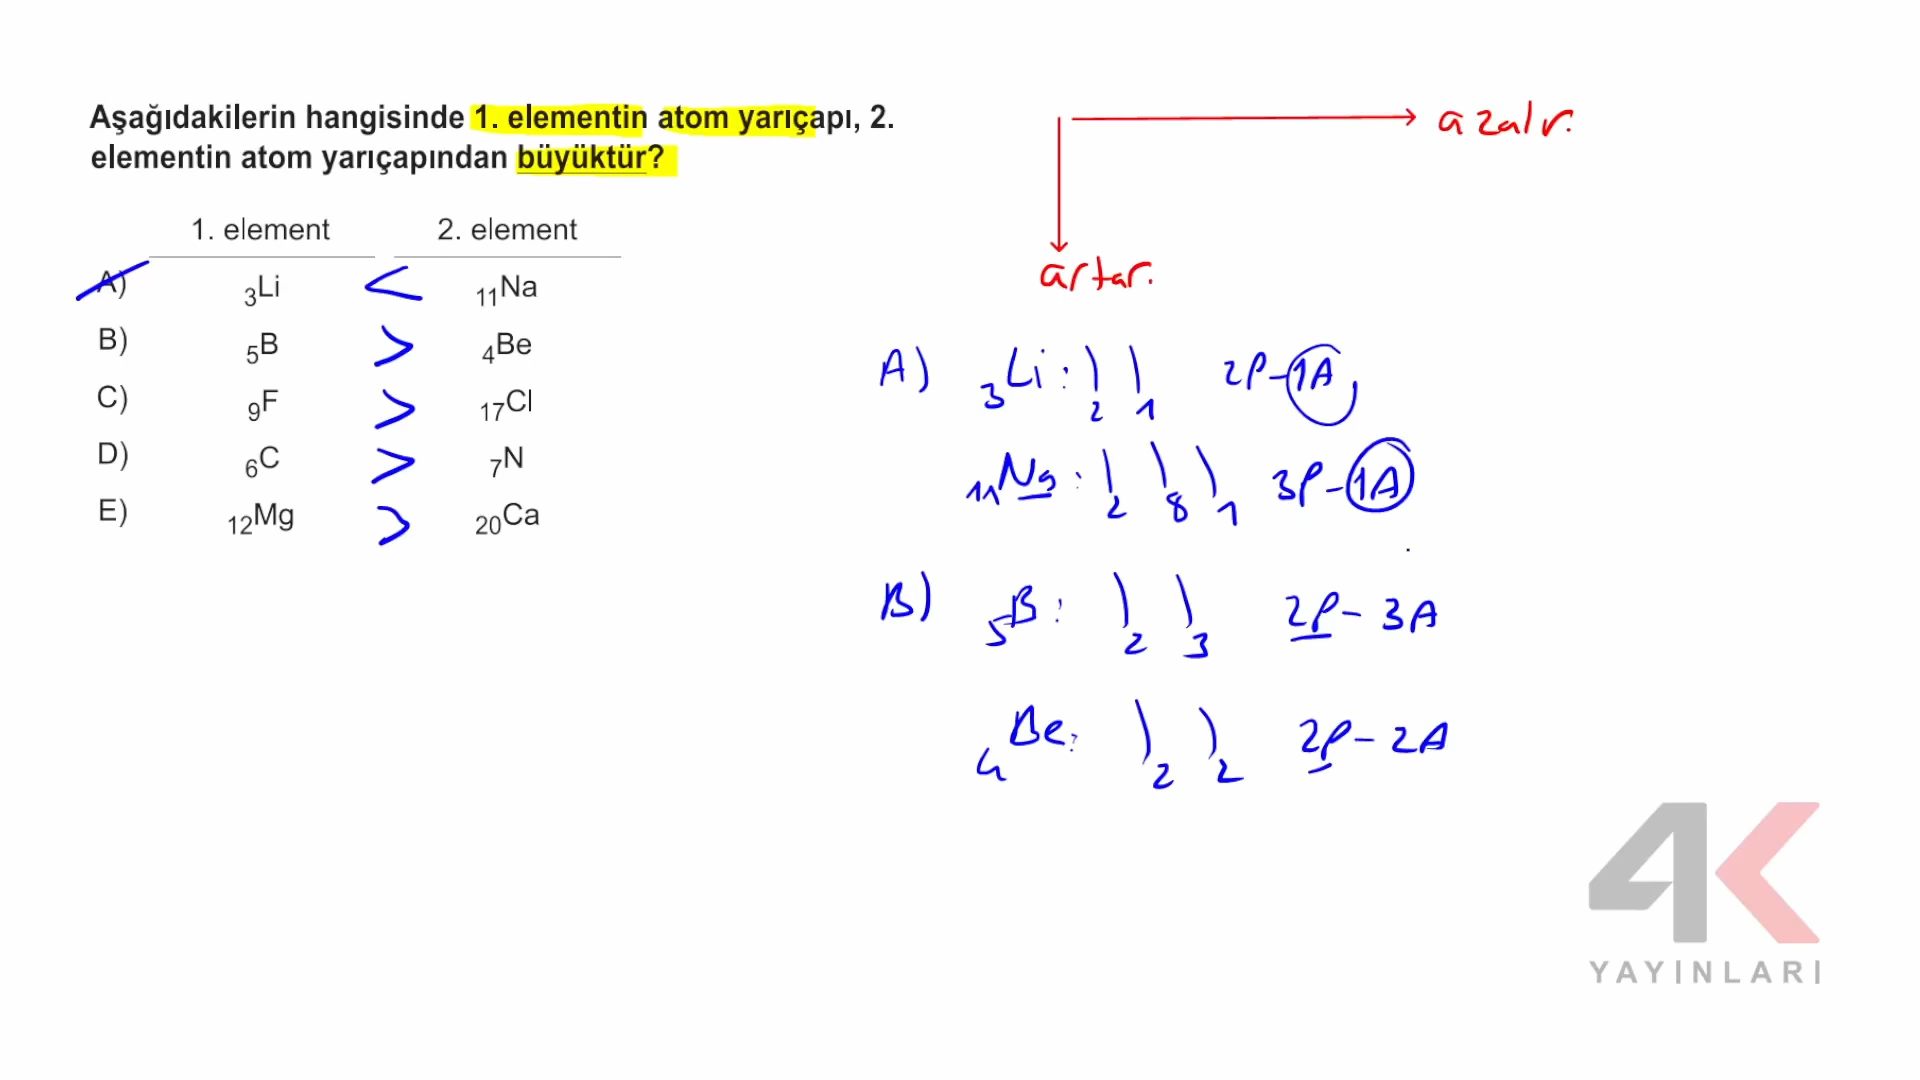 Aşağıdakilerin hangisinde 1. elementin atom yarıçapı, 2.
elementin atom yarıçapından büyüktür?
1. element 2. element
A) ₃Li < ₁₁Na
B) ₅B > ₄Be
C) ₉F > ₁₇Cl
D) ₆C > ₇N
E) ₁₂Mg > ₂₀Ca
azalır.
artar.
A) ₃Li: ) ) 2P-1A
2 1
₁₁Na: ) ) ) 3P-1A
2 8 1
B) ₅B: ) ) 2P-3A
2 3
₄Be: ) ) 2P-2A
2 2
4K
YAYINLARI